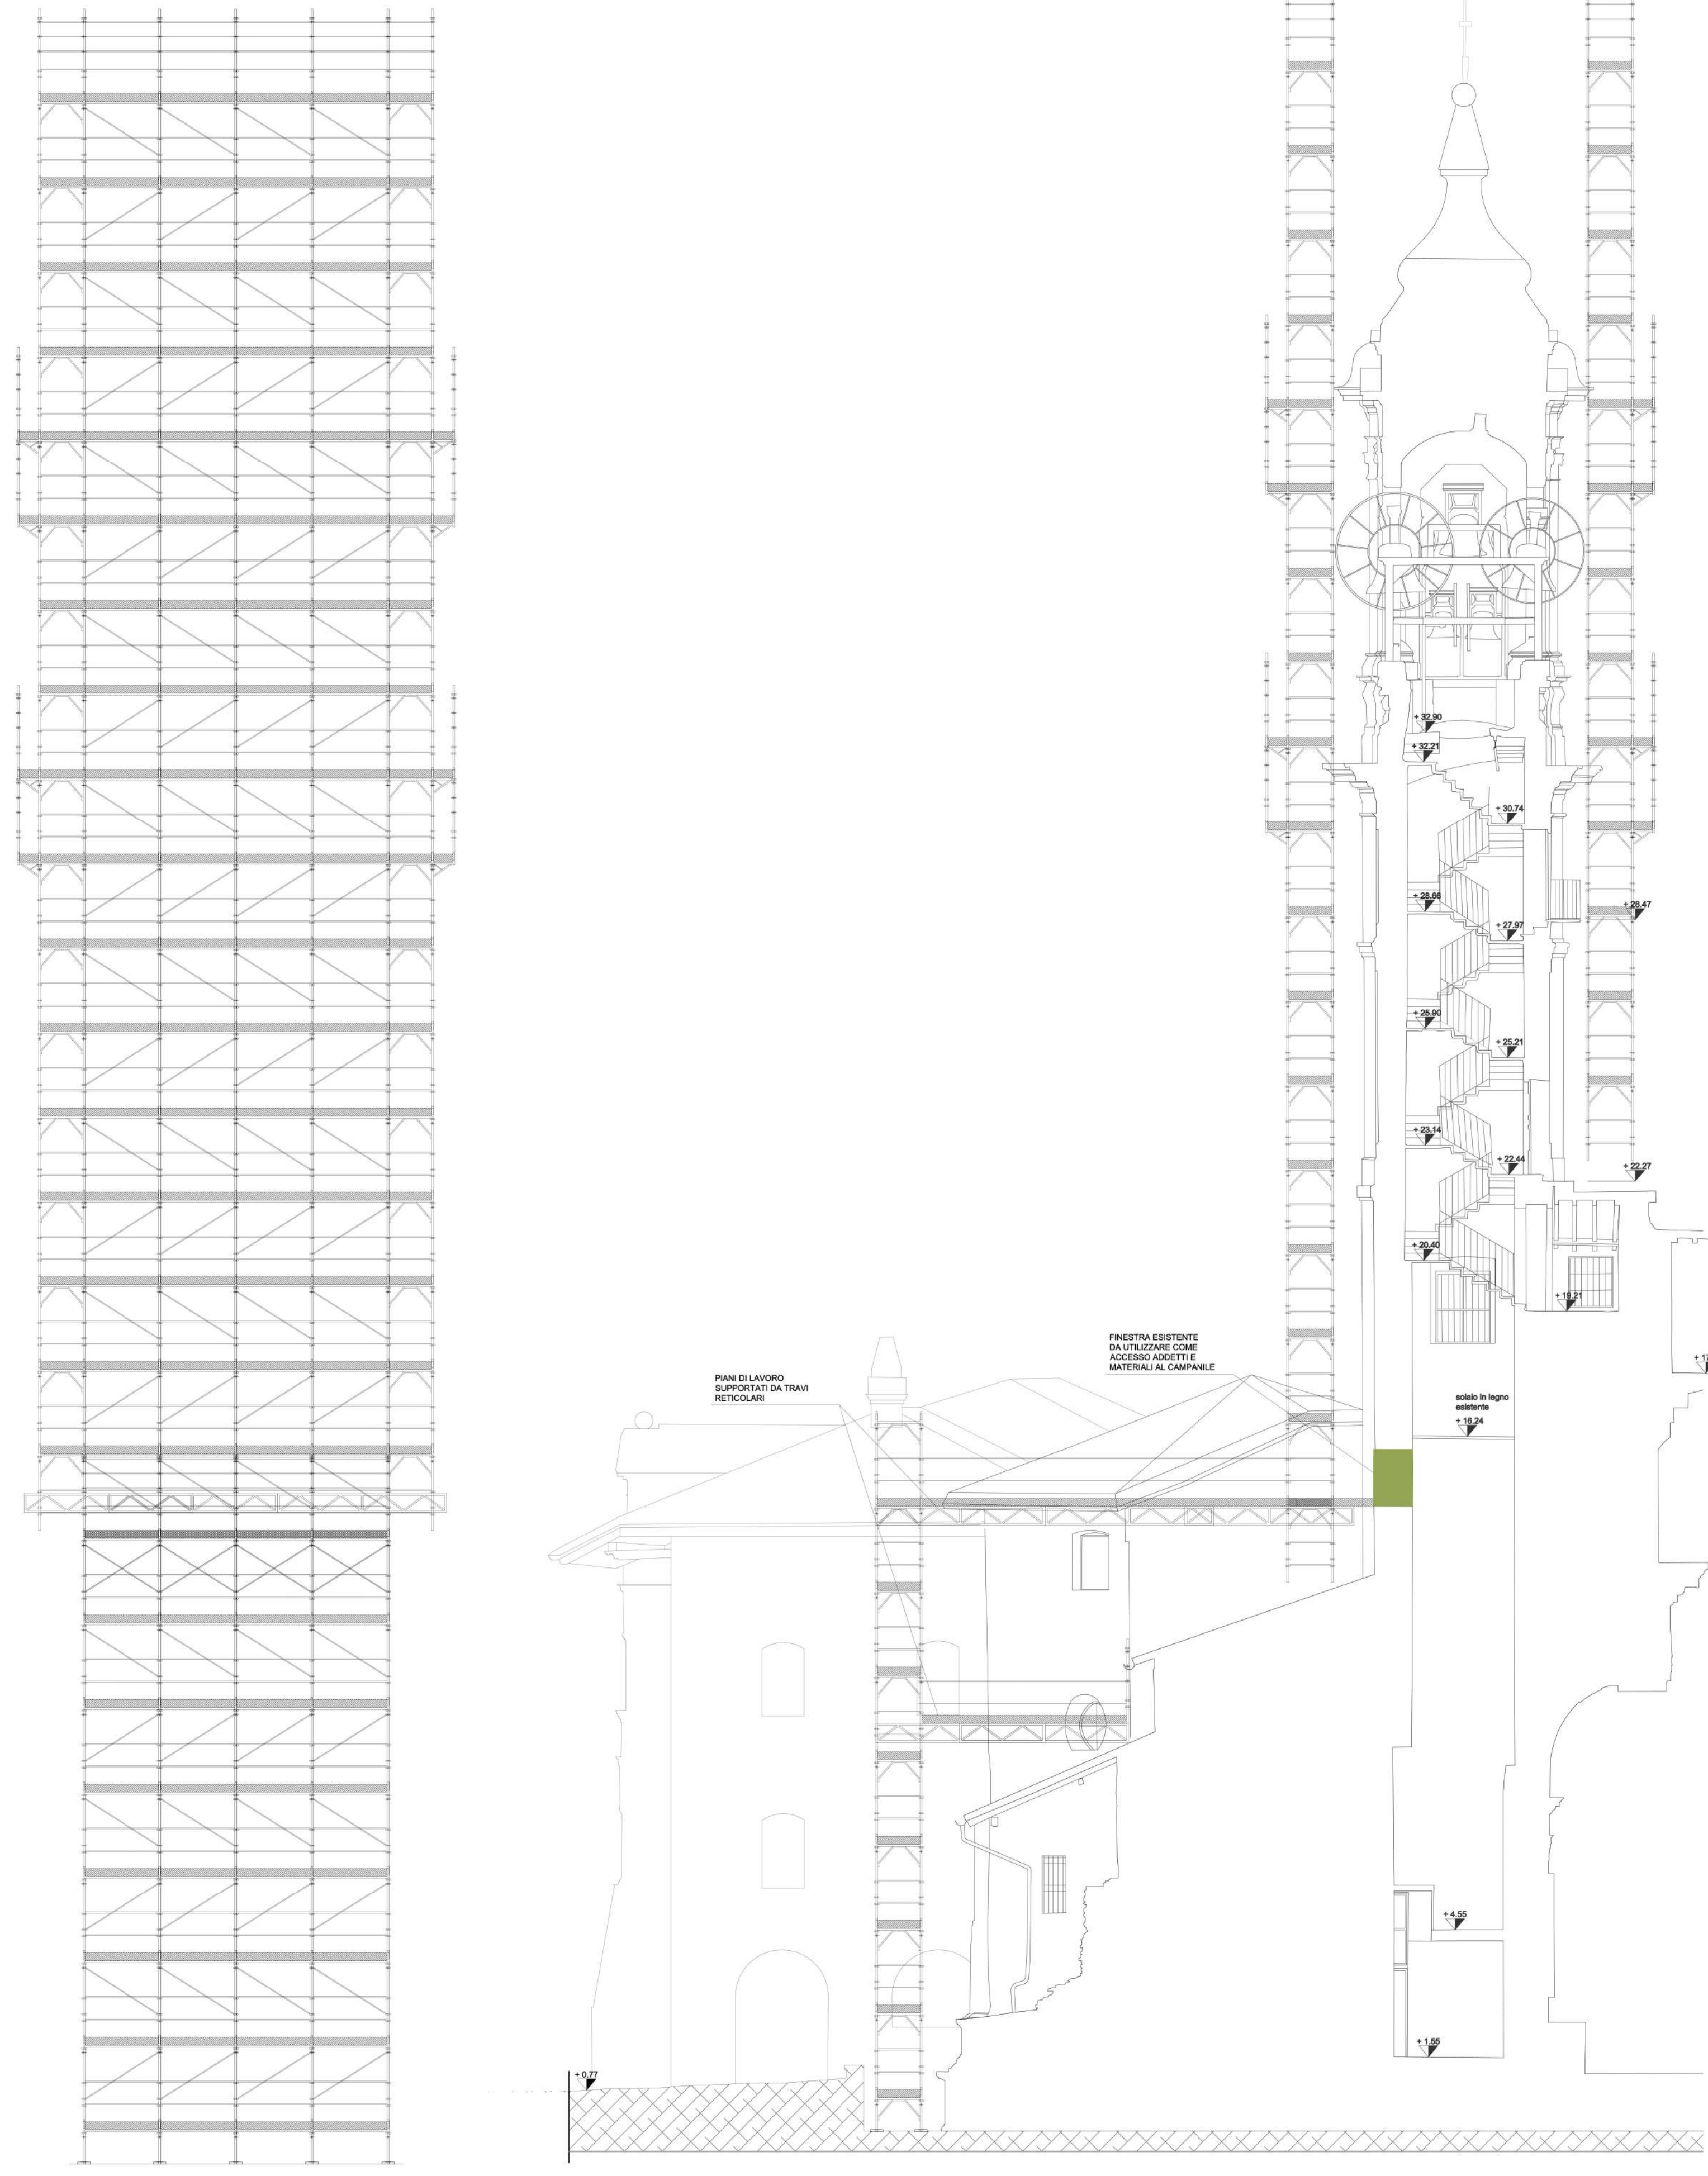 + 32.90
+ 32.21
+ 30.74
+ 28.66
+ 28.47
+ 27.97
+ 25.90
+ 25.21
+ 23.14
+ 22.44
+ 22.27
+ 20.40
+ 19.21
FINESTRA ESISTENTE
DA UTILIZZARE COME
ACCESSO ADDETTI E
MATERIALI AL CAMPANILE
+ 17
PIANI DI LAVORO
SUPPORTATI DA TRAVI
RETICOLARI
solaio in legno
esistente
+ 16.24
+ 4.55
+ 1.55
+ 0.77